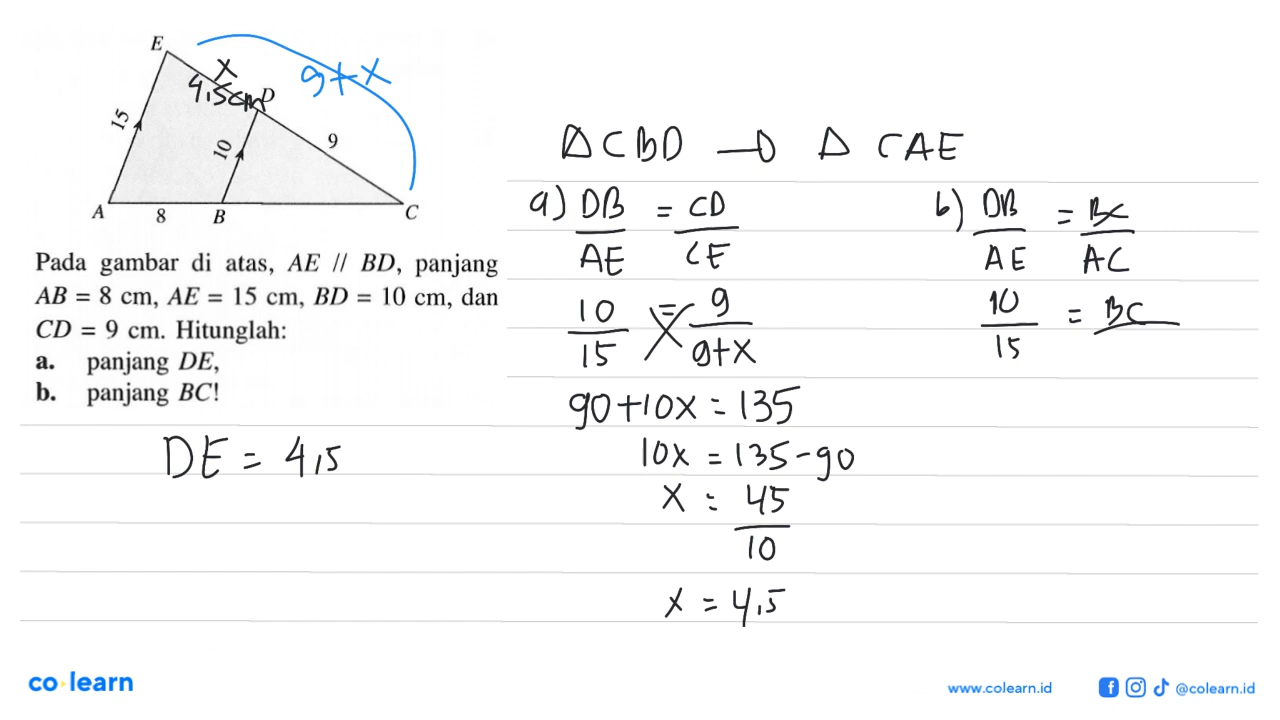 E
x
9+x
4,5cm
D
15
10
9
A
8
B
C
Pada gambar di atas, AE // BD, panjang
AB = 8 cm, AE = 15 cm, BD = 10 cm, dan
CD = 9 cm. Hitunglah:
a. panjang DE,
b. panjang BC!
DE = 4,5
△CBD → △ CAE
a) DB/AE = CD/CE
10/15 = 9/9+x
90+10x = 135
10x = 135-90
x = 45/10
x = 4,5
b) DB/AE = BC/AC
10/15 = BC
co learn
www.colearn.id
@colearn.id